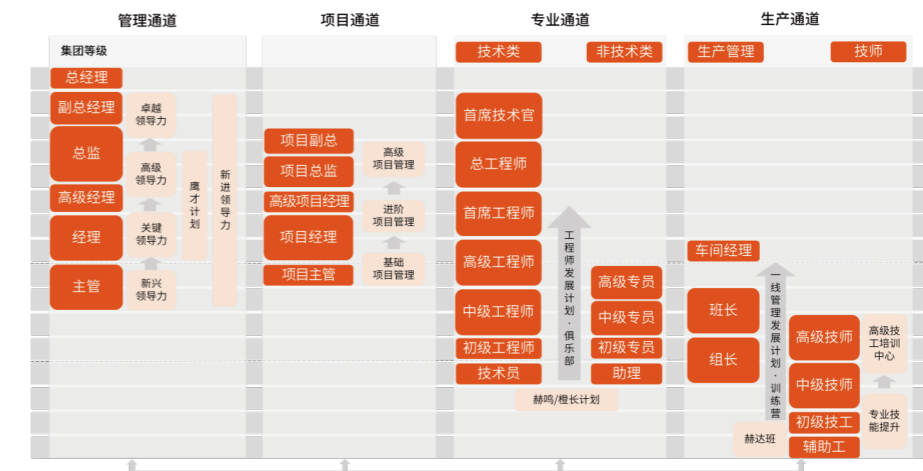 管理通道
项目通道
专业通道
生产通道
集团等级
总经理
副总经理
总监
高级经理
经理
主管
卓越
领导力
高级
领导力
关键
领导力
新兴
领导力
鹰才计划
新进领导力
项目副总
项目总监
高级项目经理
项目经理
项目主管
高级
项目管理
进阶
项目管理
基础
项目管理
技术类
非技术类
首席技术官
总工程师
首席工程师
高级工程师
中级工程师
初级工程师
技术员
工程师发展计划·俱乐部
高级专员
中级专员
初级专员
助理
赫鸣/橙长计划
生产管理
技师
车间经理
班长
组长
一线管理发展计划·训练营
赫达班
高级技师
中级技师
初级技工
辅助工
高级技
工培训
中心
专业技
能提升